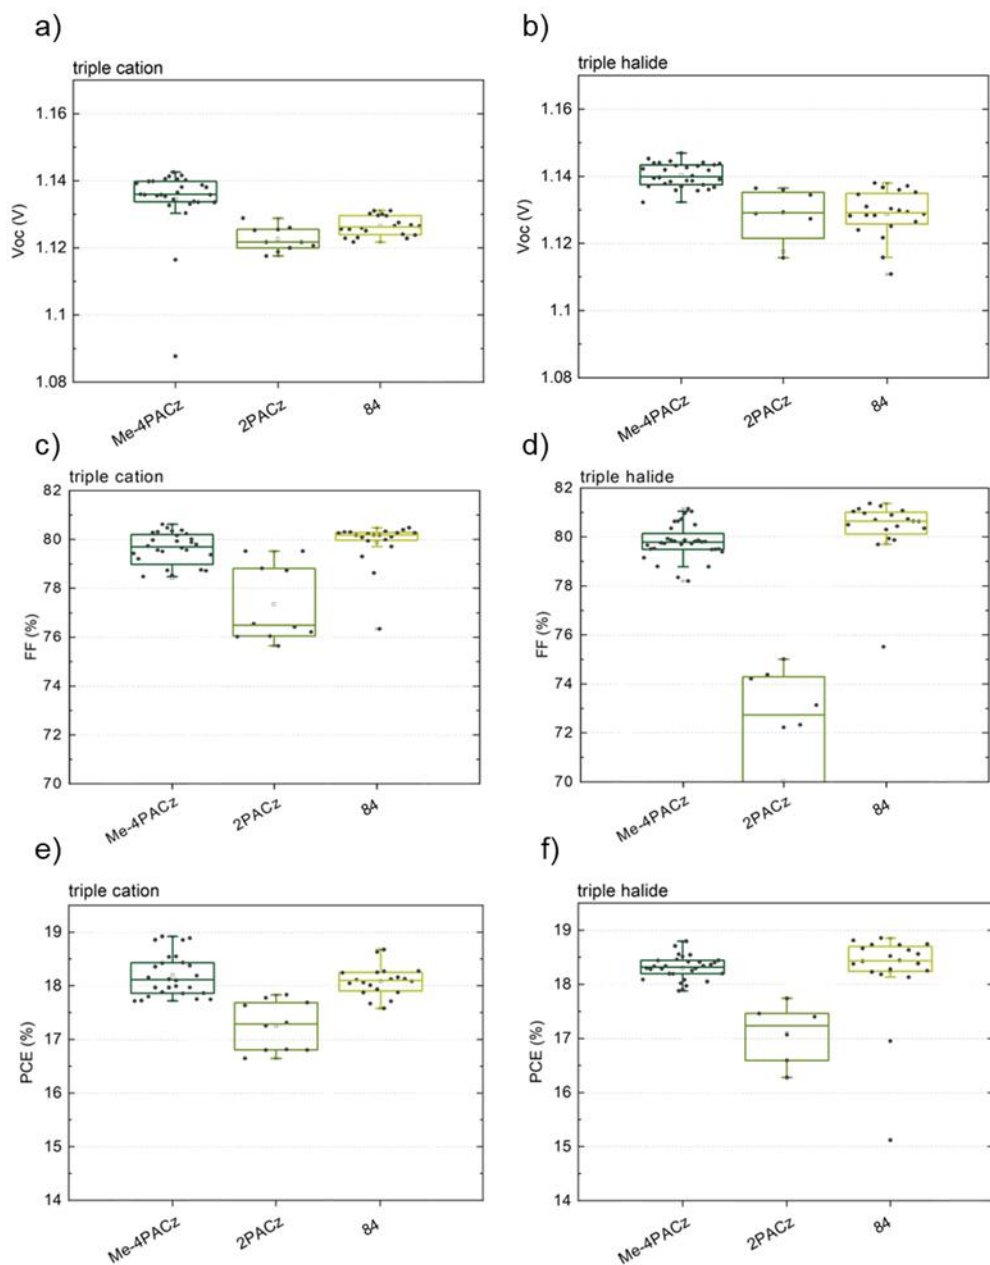 a)
triple cation
Voc (V)
1.16
1.14
1.12
1.1
1.08
Me-4PACz
2PACz
84
b)
triple halide
Voc (V)
1.16
1.14
1.12
1.1
1.08
Me-4PACz
2PACz
84
c)
triple cation
FF (%)
82
80
78
76
74
72
70
Me-4PACz
2PACz
84
d)
triple halide
FF (%)
82
80
78
76
74
72
70
Me-4PACz
2PACz
84
e)
triple cation
PCE (%)
19
18
17
16
15
14
Me-4PACz
2PACz
84
f)
triple halide
PCE (%)
19
18
17
16
15
14
Me-4PACz
2PACz
84